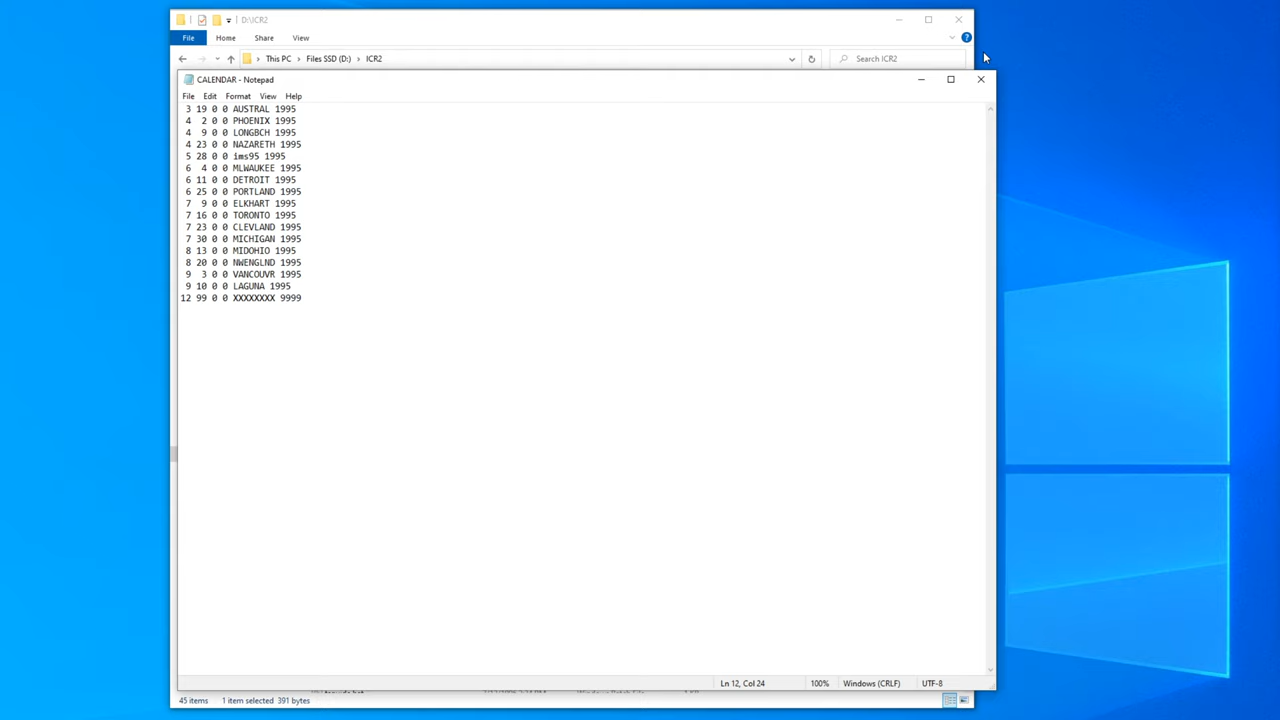 D:\ICR2
File Home Share View
This PC > Files SSD (D:) > ICR2
Search ICR2
CALENDAR - Notepad
File Edit Format View Help
3 19 0 0 AUSTRAL 1995
4 2 0 0 PHOENIX 1995
4 9 0 0 LONGBCH 1995
4 23 0 0 NAZARETH 1995
5 28 0 0 ims95 1995
6 4 0 0 MLWAUKEE 1995
6 11 0 0 DETROIT 1995
6 25 0 0 PORTLAND 1995
7 9 0 0 ELKHART 1995
7 16 0 0 TORONTO 1995
7 23 0 0 CLEVLAND 1995
7 30 0 0 MICHIGAN 1995
8 13 0 0 MIDOHIO 1995
8 20 0 0 NWENGLND 1995
9 3 0 0 VANCOUVR 1995
9 10 0 0 LAGUNA 1995
12 99 0 0 XXXXXXXX 9999
Ln 12, Col 24 100% Windows (CRLF) UTF-8
45 items 1 item selected 391 bytes